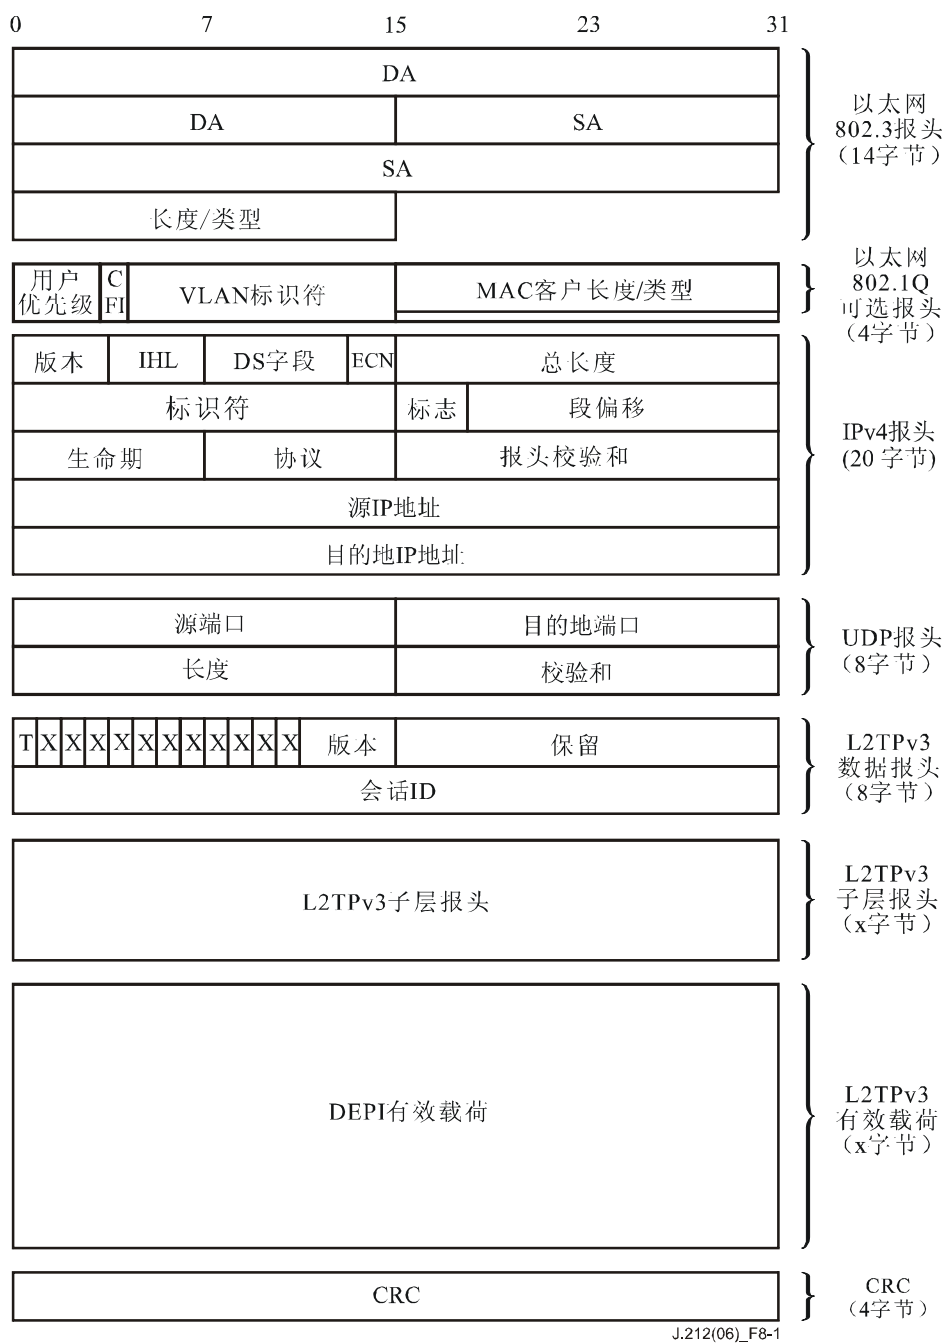 0 7 15 23 31
DA
DA SA
SA
长度/类型
以太网
802.3报头
（14字节）
用户
优先级
C
FI
VLAN标识符
MAC客户长度/类型
以太网
802.1Q
可选报头
（4字节）
版本 IHL DS字段 ECN 总长度
标识符 标志 段偏移
生命期 协议 报头校验和
源IP地址
目的地IP地址
IPv4报头
(20 字节)
源端口 目的地端口
长度 校验和
UDP报头
（8字节）
T X X X X X X X X X X X 版本 保留
会话ID
L2TPv3
数据报头
（8字节）
L2TPv3子层报头
L2TPv3
子层报头
（x字节）
DEPI有效载荷
L2TPv3
有效载荷
（x字节）
CRC
CRC
（4字节）
J.212(06)_F8-1